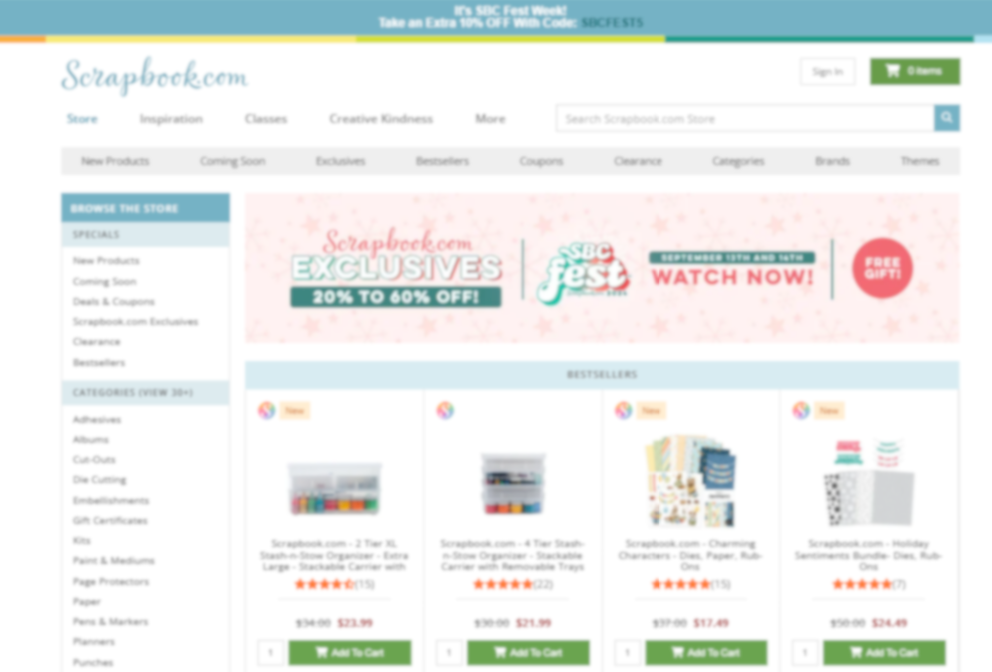 It's SBC Fest Week!
Take an Extra 10% OFF With Code: SBCFEST5
Scrapbook.com
Sign In
0 items
Store Inspiration Classes Creative Kindness More
Search Scrapbook.com Store
New Products Coming Soon Exclusives Bestsellers Coupons Clearance Categories Brands Themes
BROWSE THE STORE
SPECIALS
New Products
Coming Soon
Deals & Coupons
Scrapbook.com Exclusives
Clearance
Bestsellers
CATEGORIES (VIEW 30+)
Adhesives
Albums
Cut-Outs
Die Cutting
Embellishments
Gift Certificates
Kits
Paint & Mediums
Page Protectors
Paper
Pens & Markers
Planners
Punches
Scrapbook.com
EXCLUSIVES
20% TO 60% OFF!
SBC
fest
SEPTEMBER 13TH AND 14TH
WATCH NOW!
FREE
GIFT!
BESTSELLERS
New
Scrapbook.com - 2 Tier XL
Stash-n-Stow Organizer - Extra
Large - Stackable Carrier with
(15)
$34.00 $23.99
1 Add To Cart
Scrapbook.com - 4 Tier Stash-
n-Stow Organizer - Stackable
Carrier with Removable Trays
(22)
$30.00 $21.99
1 Add To Cart
New
Scrapbook.com - Charming
Characters - Dies, Paper, Rub-
Ons
(15)
$37.00 $17.49
1 Add To Cart
New
Scrapbook.com - Holiday
Sentiments Bundle- Dies, Rub-
Ons
(7)
$50.00 $24.49
1 Add To Cart